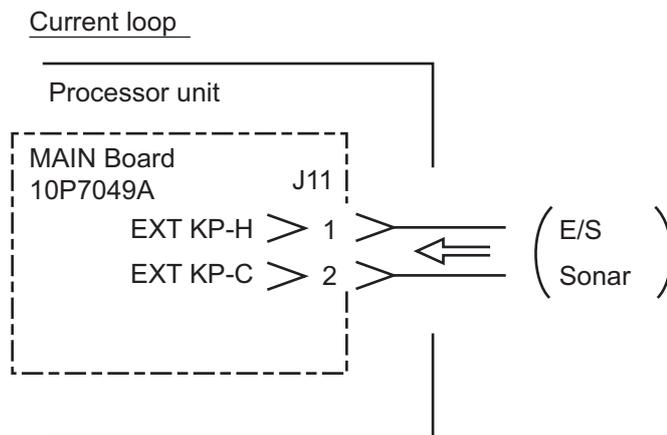 Current loop
Processor unit
MAIN Board
10P7049A
J11
EXT KP-H 1
E/S
EXT KP-C 2
Sonar